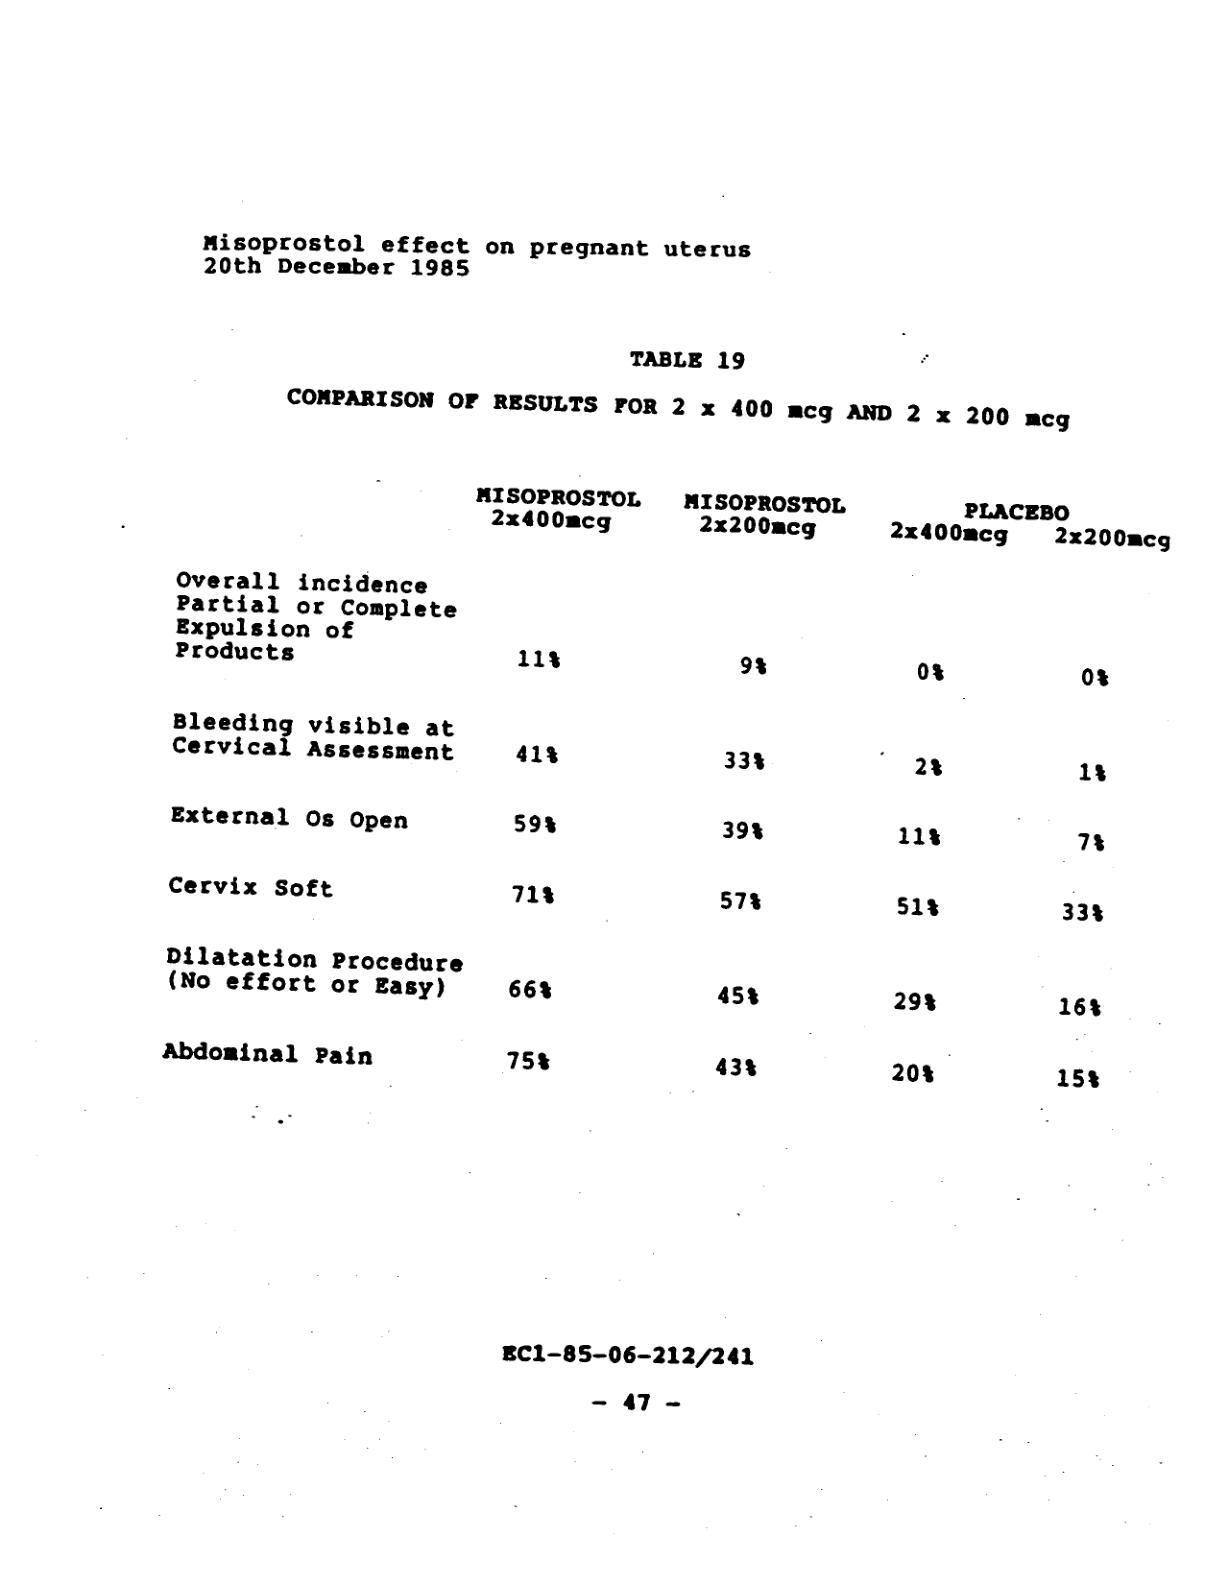 Misoprostol effect on pregnant uterus
20th December 1985
TABLE 19
COMPARISON OF RESULTS FOR 2 x 400 mcg AND 2 x 200 mcg
MISOPROSTOL MISOPROSTOL PLACEBO
2x400mcg 2x200mcg 2x400mcg 2x200mcg
Overall incidence
Partial or Complete
Expulsion of
Products 11% 9% 0% 0%
Bleeding visible at
Cervical Assessment 41% 33% 2% 1%
External Os Open 59% 39% 11% 7%
Cervix Soft 71% 57% 51% 33%
Dilatation Procedure
(No effort or Easy) 66% 45% 29% 16%
Abdominal Pain 75% 43% 20% 15%
EC1-85-06-212/241
- 47 -